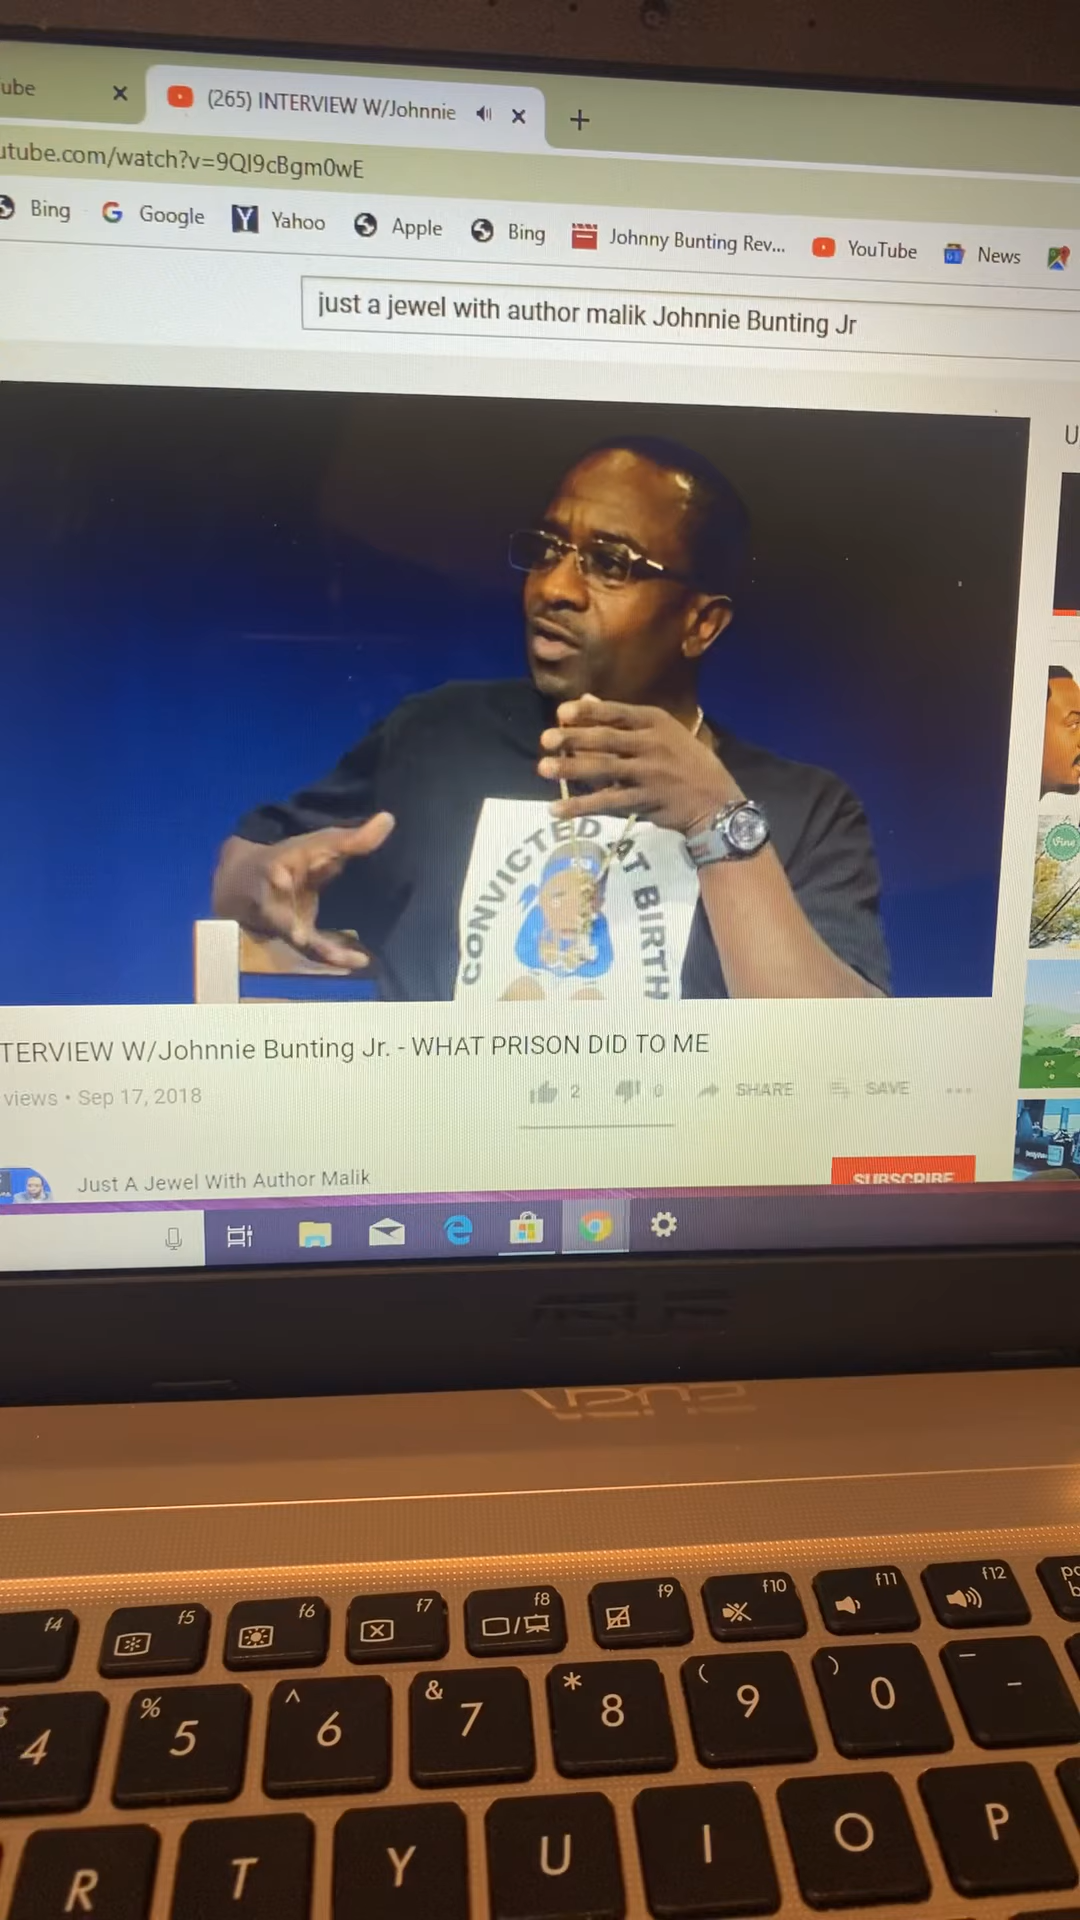 ube
(265) INTERVIEW W/Johnnie
utube.com/watch?v=9QI9cBgm0wE
Bing Google Yahoo Apple Bing Johnny Bunting Rev... YouTube News
just a jewel with author malik Johnnie Bunting Jr
U
CONVICTED AT BIRTH
Vine
TERVIEW W/Johnnie Bunting Jr. - WHAT PRISON DID TO ME
views • Sep 17, 2018
2 0 SHARE SAVE ...
Just A Jewel With Author Malik
SUBSCRIBE
ASUS
f4 f5 f6 f7 f8 f9 f10 f11 f12
$ 4 % 5 ^ 6 & 7 * 8 ( 9 ) 0 _ -
R T Y U I O P